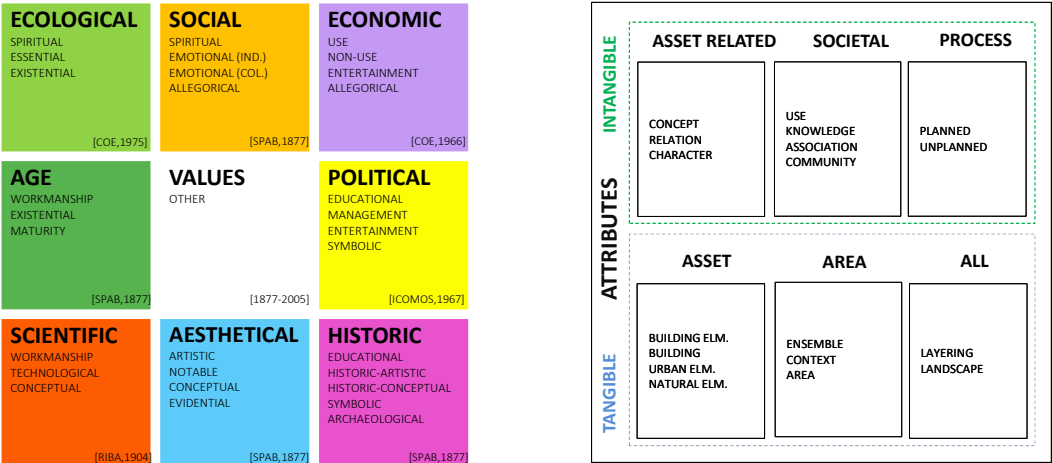 ECOLOGICAL
SPIRITUAL
ESSENTIAL
EXISTENTIAL
[COE,1975]
SOCIAL
SPIRITUAL
EMOTIONAL (IND.)
EMOTIONAL (COL.)
ALLEGORICAL
[SPAB,1877]
ECONOMIC
USE
NON-USE
ENTERTAINMENT
ALLEGORICAL
[COE,1966]
AGE
WORKMANSHIP
EXISTENTIAL
MATURITY
[SPAB,1877]
VALUES
OTHER
[1877-2005]
POLITICAL
EDUCATIONAL
MANAGEMENT
ENTERTAINMENT
SYMBOLIC
[ICOMOS,1967]
SCIENTIFIC
WORKMANSHIP
TECHNOLOGICAL
CONCEPTUAL
[RIBA,1904]
AESTHETICAL
ARTISTIC
NOTABLE
CONCEPTUAL
EVIDENTIAL
[SPAB,1877]
HISTORIC
EDUCATIONAL
HISTORIC-ARTISTIC
HISTORIC-CONCEPTUAL
SYMBOLIC
ARCHAEOLOGICAL
[SPAB,1877]
ATTRIBUTES
INTANGIBLE
ASSET RELATED
CONCEPT
RELATION
CHARACTER
SOCIETAL
USE
KNOWLEDGE
ASSOCIATION
COMMUNITY
PROCESS
PLANNED
UNPLANNED
TANGIBLE
ASSET
BUILDING ELM.
BUILDING
URBAN ELM.
NATURAL ELM.
AREA
ENSEMBLE
CONTEXT
AREA
ALL
LAYERING
LANDSCAPE